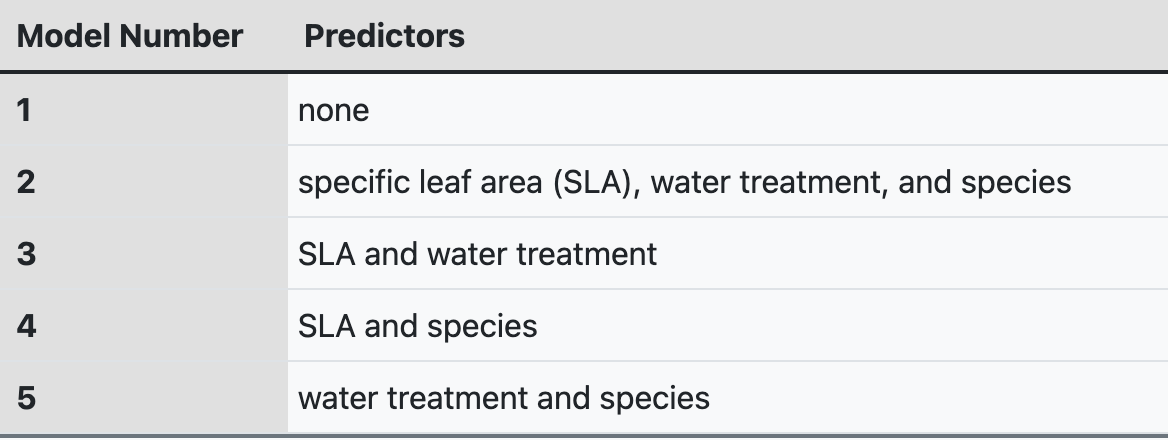 Model Number Predictors
1 none
2 specific leaf area (SLA), water treatment, and species
3 SLA and water treatment
4 SLA and species
5 water treatment and species